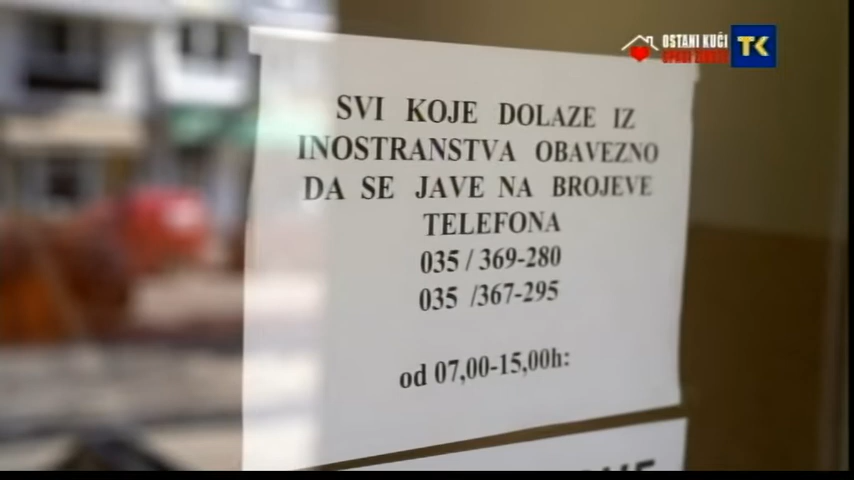 OSTANI KUĆI
TK
SVI KOJE DOLAZE IZ
INOSTRANSTVA OBAVEZNO
DA SE JAVE NA BROJEVE
TELEFONA
035 / 369-280
035 /367-295
od 07,00-15,00h: